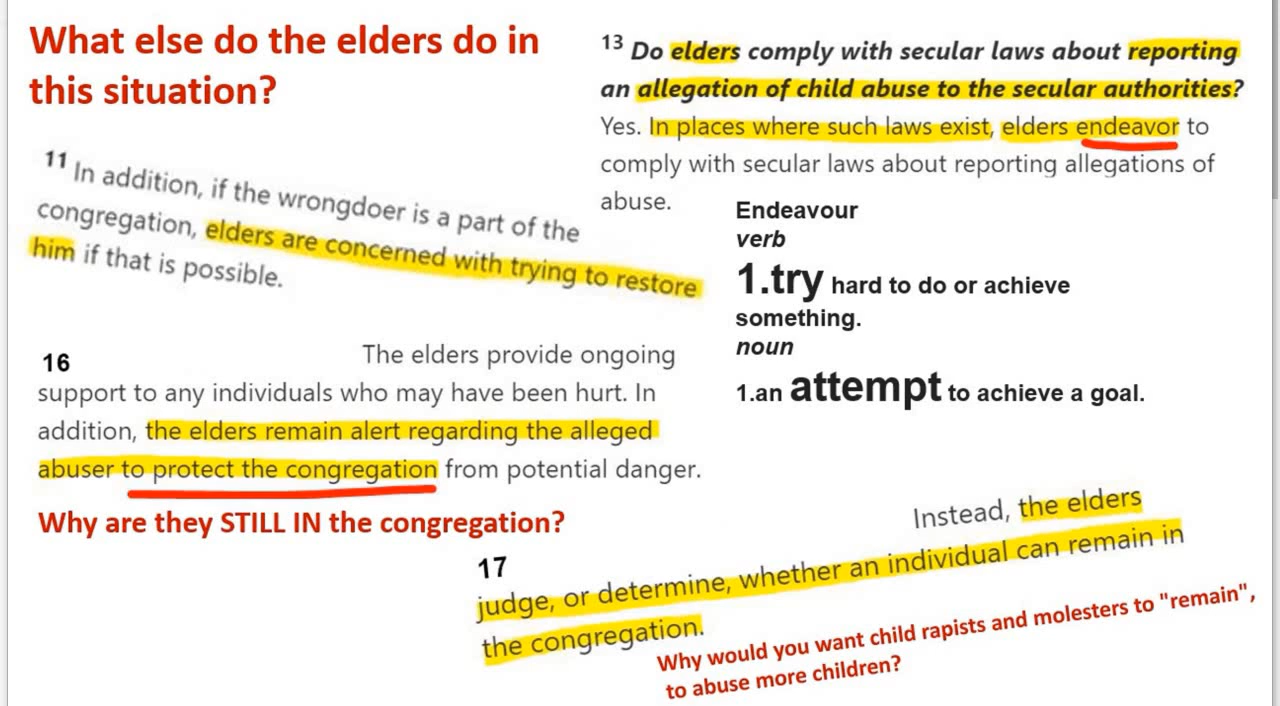 What else do the elders do in
this situation?
11 In addition, if the wrongdoer is a part of the
congregation, elders are concerned with trying to restore
him if that is possible.
16 The elders provide ongoing
support to any individuals who may have been hurt. In
addition, the elders remain alert regarding the alleged
abuser to protect the congregation from potential danger.
Why are they STILL IN the congregation?
13 Do elders comply with secular laws about reporting
an allegation of child abuse to the secular authorities?
Yes. In places where such laws exist, elders endeavor to
comply with secular laws about reporting allegations of
abuse.
Endeavour
verb
1.try hard to do or achieve
something.
noun
1.an attempt to achieve a goal.
17 Instead, the elders
judge, or determine, whether an individual can remain in
the congregation.
Why would you want child rapists and molesters to "remain",
to abuse more children?